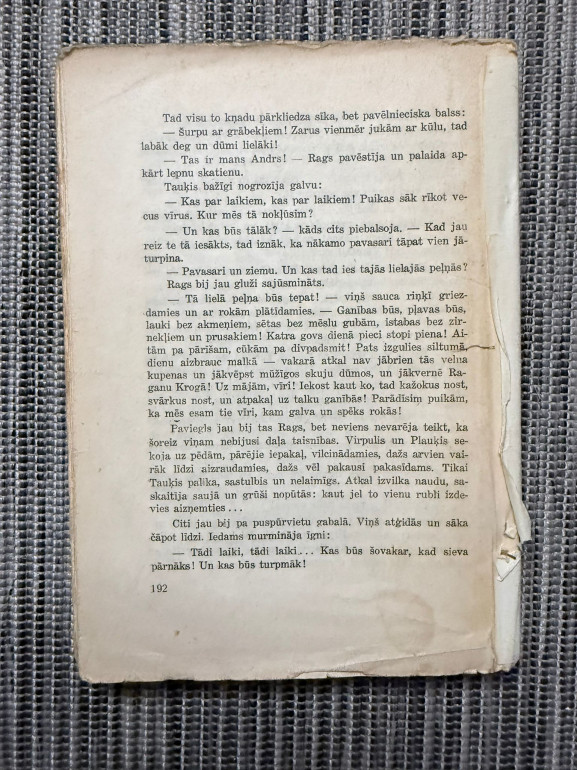 Tad visu to kņadu pārkliedza sīka, bet pavēlnieciska balss:
— Šurpu ar grābekļiem! Zarus vienmēr jukām ar kūlu, tad
labāk deg un dūmi lielāki!
— Tas ir mans Andrs! — Rags pavēstīja un palaida ap-
kārt lepnu skatienu.
Tauķis bažīgi nogrozīja galvu:
— Kas par laikiem, kas par laikiem! Puikas sāk rīkot ve-
cus vīrus. Kur mēs tā nokļūsim?
— Un kas būs tālāk? — kāds cits piebalsoja. — Kad jau
reiz te tā iesākts, tad iznāk, ka nākamo pavasari tāpat vien jā-
turpina.
— Pavasari un ziemu. Un kas tad ies tajās lielajās peļņās?
Rags bij jau gluži sajūsmināts.
— Tā lielā peļņa būs tepat! — viņš sauca riņķī griez-
damies un ar rokām plātīdamies. — Ganības būs, pļavas būs,
lauki bez akmeņiem, sētas bez mēslu gubām, istabas bez zir-
nekļiem un prusakiem! Katra govs dienā pieci stopi piena! Ai-
tām pa pārišam, cūkām pa divpadsmit! Pats izgulies siltumā,
dienu aizbrauc malkā — vakarā atkal nav jābrien tās velna
kupenas un jākvēpst mūžīgos skuju dūmos, un jākvernē Ra-
ganu Krogā! Uz mājām, vīri! Iekost kaut ko, tad kažokus nost,
svārkus nost, un atpakaļ uz talku ganībās! Parādīsim puikām,
ka mēs esam tie vīri, kam galva un spēks rokās!
Paviegls jau bij tas Rags, bet neviens nevarēja teikt, ka
šoreiz viņam nebijusi daļa taisnības. Virpulis un Plauķis se-
koja uz pēdām, pārējie iepakaļ, vilcinādamies, dažs arvien vai-
rāk līdzi aizraudamies, dažs vēl pakausi pakasīdams. Tikai
Tauķis palika, sastulbis un nelaimīgs. Atkal izvilka naudu, sa-
skaitīja saujā un grūši nopūtās: kaut jel to vienu rubli izde-
vies aizņemties...
Citi jau bij pa puspūrvietu gabalā. Viņš atģidās un sāka
čāpot līdzi. Iedams murmināja īgni:
— Tādi laiki, tādi laiki... Kas būs šovakar, kad sieva
pārnāks! Un kas būs turpmāk!
192